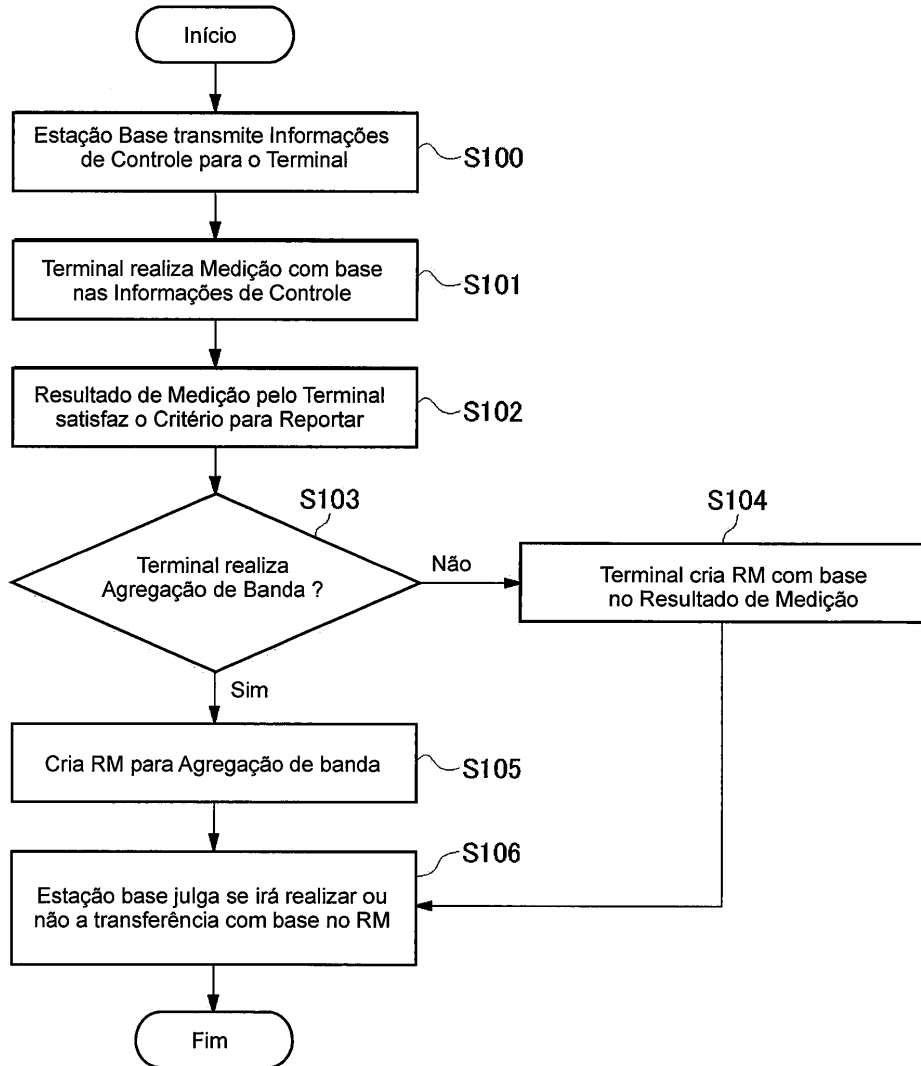 Início
Estação Base transmite Informações
de Controle para o Terminal
S100
Terminal realiza Medição com base
nas Informações de Controle
S101
Resultado de Medição pelo Terminal
satisfaz o Critério para Reportar
S102
S103
Terminal realiza
Agregação de Banda ?
Não
S104
Terminal cria RM com base
no Resultado de Medição
Sim
Cria RM para Agregação de banda
S105
S106
Estação base julga se irá realizar ou
não a transferência com base no RM
Fim